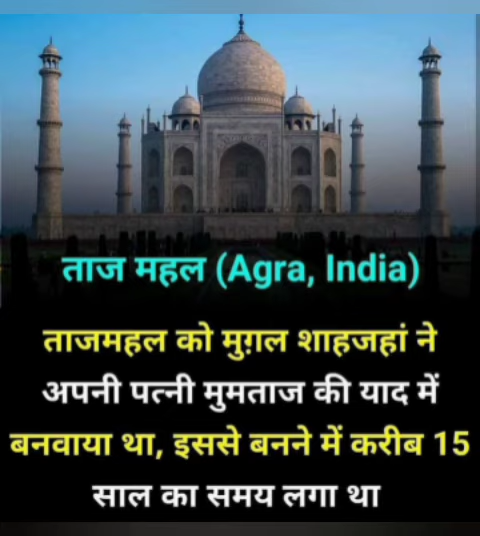 ताज महल (Agra, India)
ताजमहल को मुग़ल शाहजहां ने
अपनी पत्नी मुमताज की याद में
बनवाया था, इससे बनने में करीब 15
साल का समय लगा था